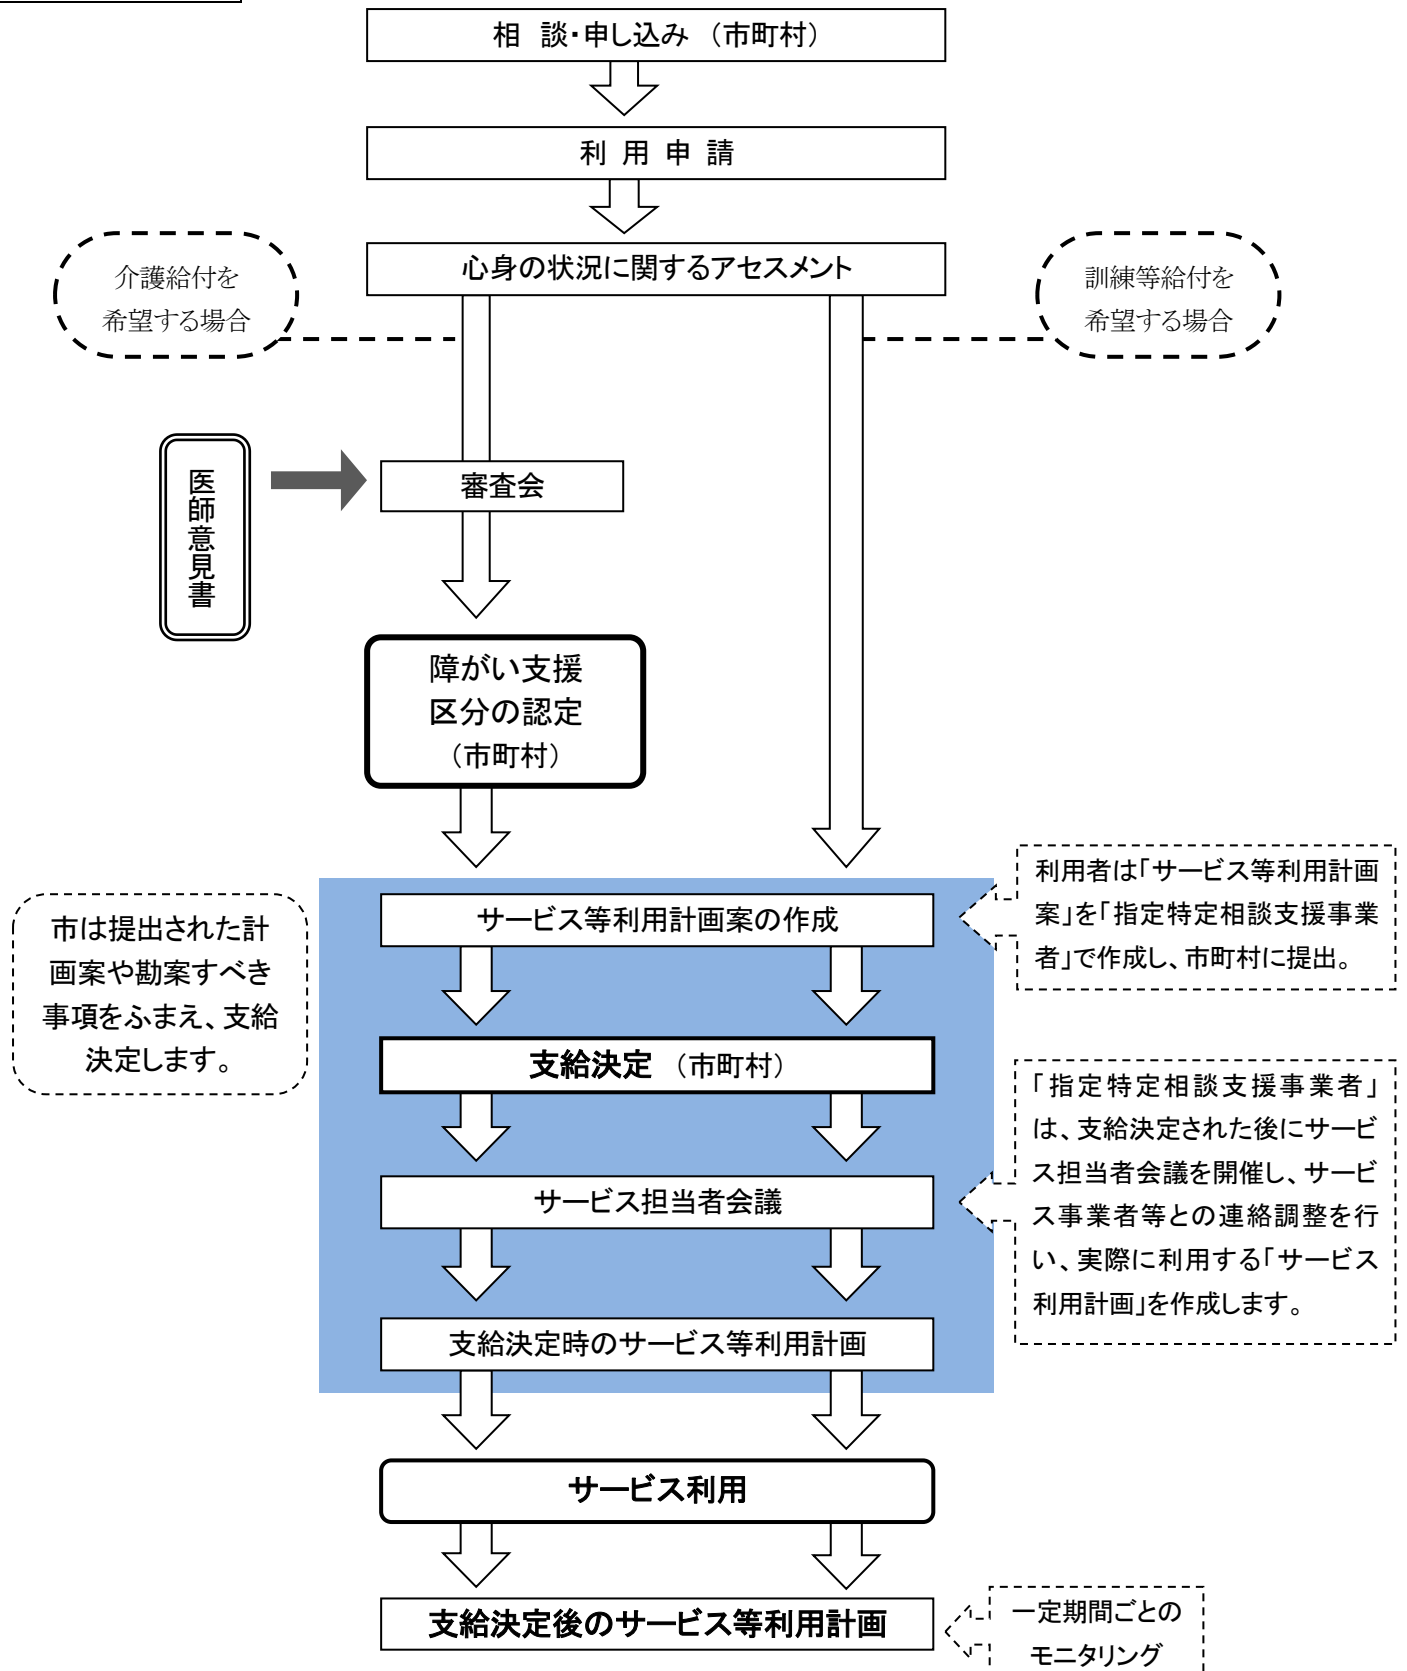 相　談・申し込み　（市町村）
利　用　申　請
心身の状況に関するアセスメント
介護給付を
希望する場合
訓練等給付を
希望する場合
医師意見書
審査会
障がい支援
区分の認定
（市町村）
サービス等利用計画案の作成
利用者は「サービス等利用計画
案」を「指定特定相談支援事業
者」で作成し、市町村に提出。
市は提出された計
画案や勘案すべき
事項をふまえ、支給
決定します。
支給決定　（市町村）
サービス担当者会議
「指定特定相談支援事業者」
は、支給決定された後にサービ
ス担当者会議を開催し、サービ
ス事業者等との連絡調整を行
い、実際に利用する「サービス
利用計画」を作成します。
支給決定時のサービス等利用計画
サービス利用
支給決定後のサービス等利用計画
一定期間ごとの
モニタリング